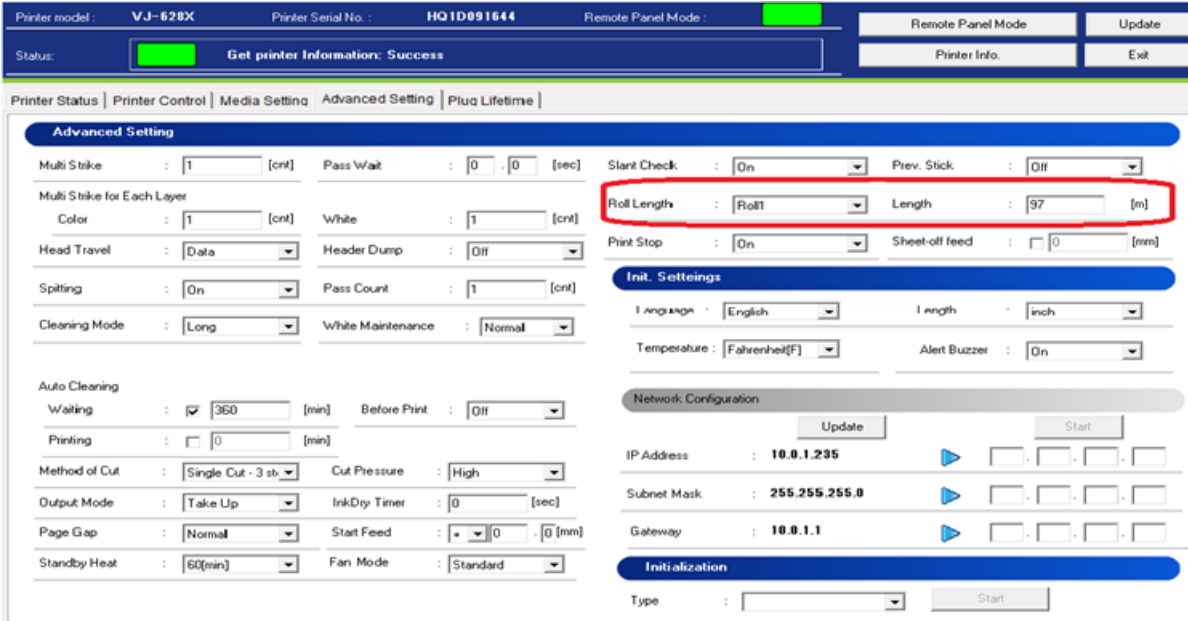 Printer model : VJ-628X Printer Serial No. : HQ1D091644 Remote Panel Mode : Remote Panel Mode Update
Status: Get printer Information: Success Printer Info. Exit
Printer Status Printer Control Media Setting Advanced Setting Plug Lifetime
Advanced Setting
Multi Strike : 1 [cnt] Pass Wait : 0 . 0 [sec] Slant Check : On Prev. Stick : Off
Multi Strike for Each Layer
Color : 1 [cnt] White : 1 [cnt] Roll Length : Roll1 Length : 97 [m]
Head Travel : Data Header Dump : Off Print Stop : On Sheet-off feed : 0 [mm]
Init. Setteings
Spitting : On Pass Count : 1 [cnt] Language : English Length : inch
Cleaning Mode : Long White Maintenance : Normal Temperature : Fahrenheit[F] Alert Buzzer : On
Auto Cleaning
Network Configuration
Waiting : 360 [min] Before Print : Off Update Start
Printing : 0 [min]
IP Address : 10.0.1.235 . . .
Method of Cut : Single Cut - 3 st Cut Pressure : High
Subnet Mask : 255.255.255.0 . . .
Output Mode : Take Up InkDry Timer : 0 [sec]
Page Gap : Normal Start Feed : + 0 . 0 [mm] Gateway : 10.0.1.1 . . .
Standby Heat : 60[min] Fan Mode : Standard
Initialization
Type : Start